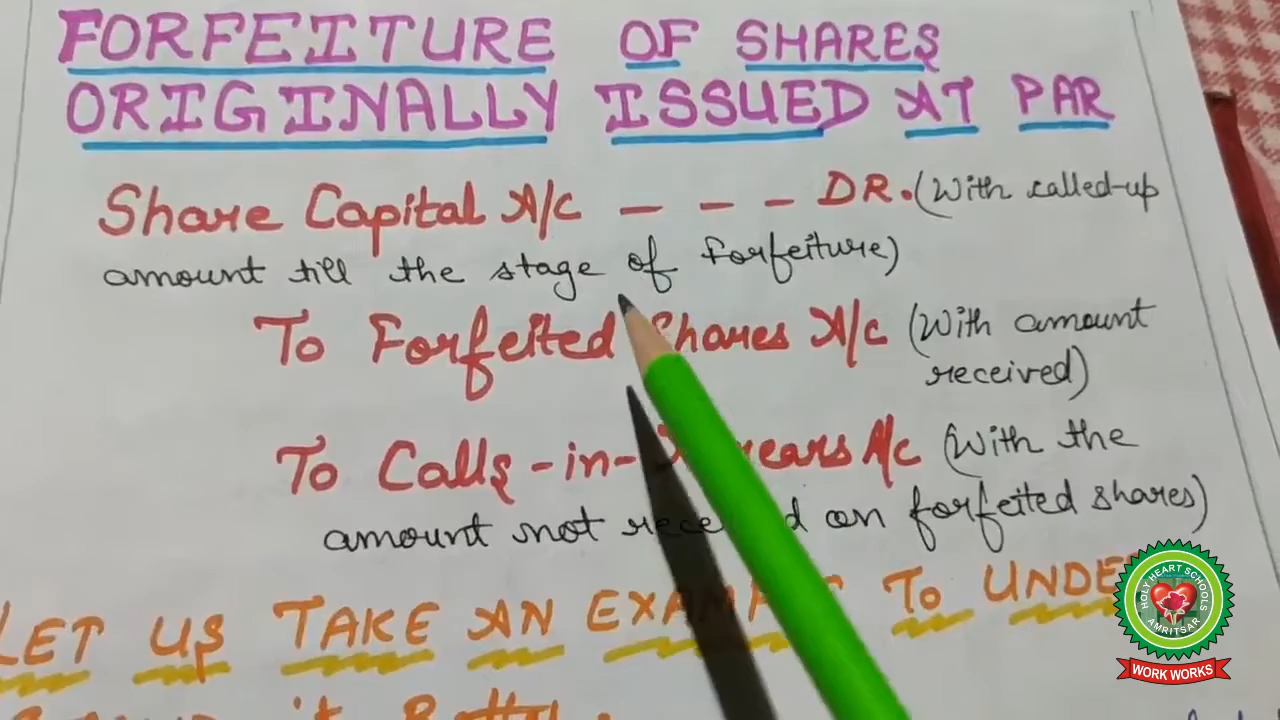 FORFEITURE OF SHARES
ORIGINALLY ISSUED AT PAR
Share Capital A/c - - - DR. (With called-up
amount till the stage of forfeiture)
To Forfeited Shares A/c (With amount
received)
To Calls-in- A/c (With the
amount not on forfeited shares)
LET US TAKE AN TO
HOLY HEART SCHOOLS
AMRITSAR
WORK WORKS